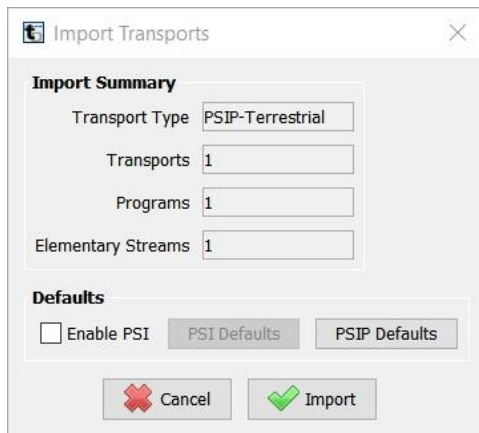 Import Transports
Import Summary
Transport Type PSIP-Terrestrial
Transports 1
Programs 1
Elementary Streams 1
Defaults
Enable PSI PSI Defaults PSIP Defaults
Cancel Import